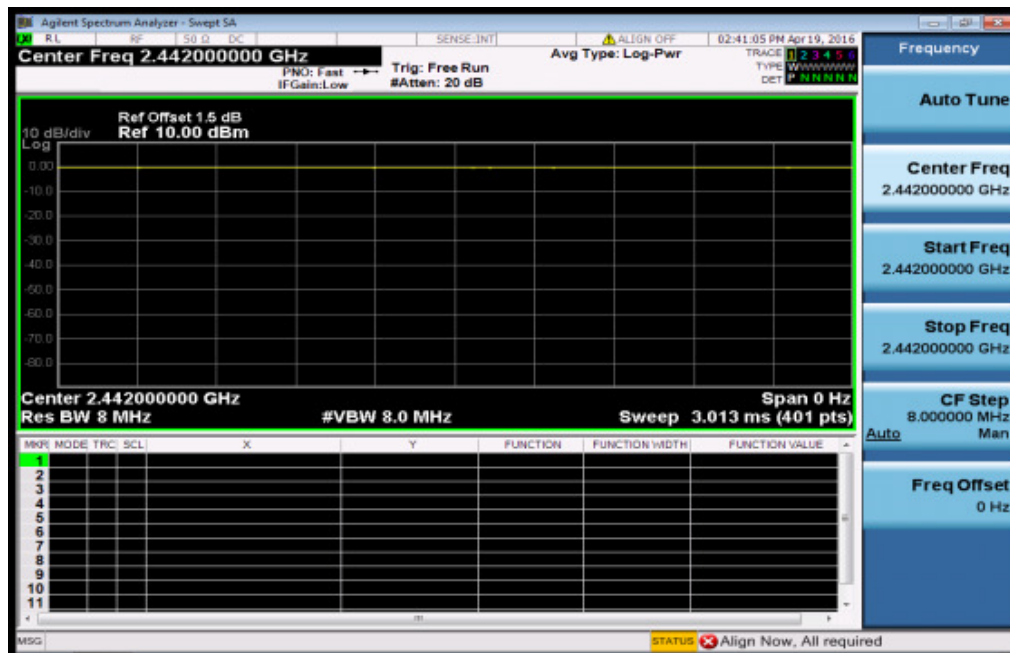 Agilent Spectrum Analyzer - Swept SA
RL RF 50 Ω DC SENSE:INT ALIGN OFF 02:41:05 PM Apr 19, 2016
Center Freq 2.442000000 GHz
PNO: Fast
IFGain:Low
Trig: Free Run
#Atten: 20 dB
Avg Type: Log-Pwr
TRACE 1 2 3 4 5 6
TYPE W W W W W W
DET P N N N N N
Ref Offset 1.5 dB
10 dB/div Ref 10.00 dBm
Log
0.00
-10.0
-20.0
-30.0
-40.0
-50.0
-60.0
-70.0
-80.0
Center 2.442000000 GHz Span 0 Hz
Res BW 8 MHz #VBW 8.0 MHz Sweep 3.013 ms (401 pts)
MKR MODE TRC SCL X Y FUNCTION FUNCTION WIDTH FUNCTION VALUE
1
2
3
4
5
6
7
8
9
10
11
MSG STATUS Align Now, All required
Frequency
Auto Tune
Center Freq
2.442000000 GHz
Start Freq
2.442000000 GHz
Stop Freq
2.442000000 GHz
CF Step
8.000000 MHz
Auto Man
Freq Offset
0 Hz